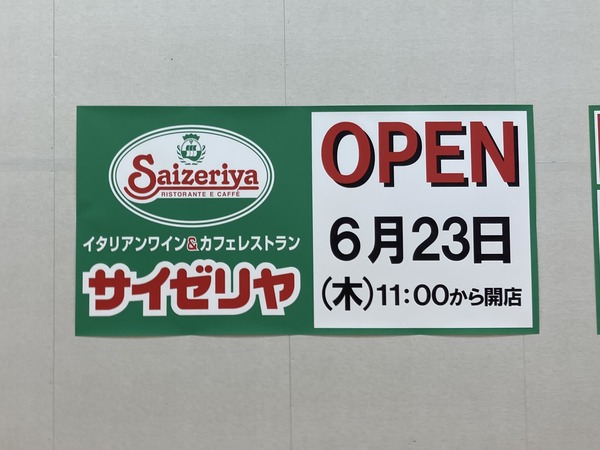 Saizeriya
RISTORANTE E CAFFÈ
イタリアンワイン&カフェレストラン
サイゼリヤ
OPEN
6月23日
(木)11:00から開店